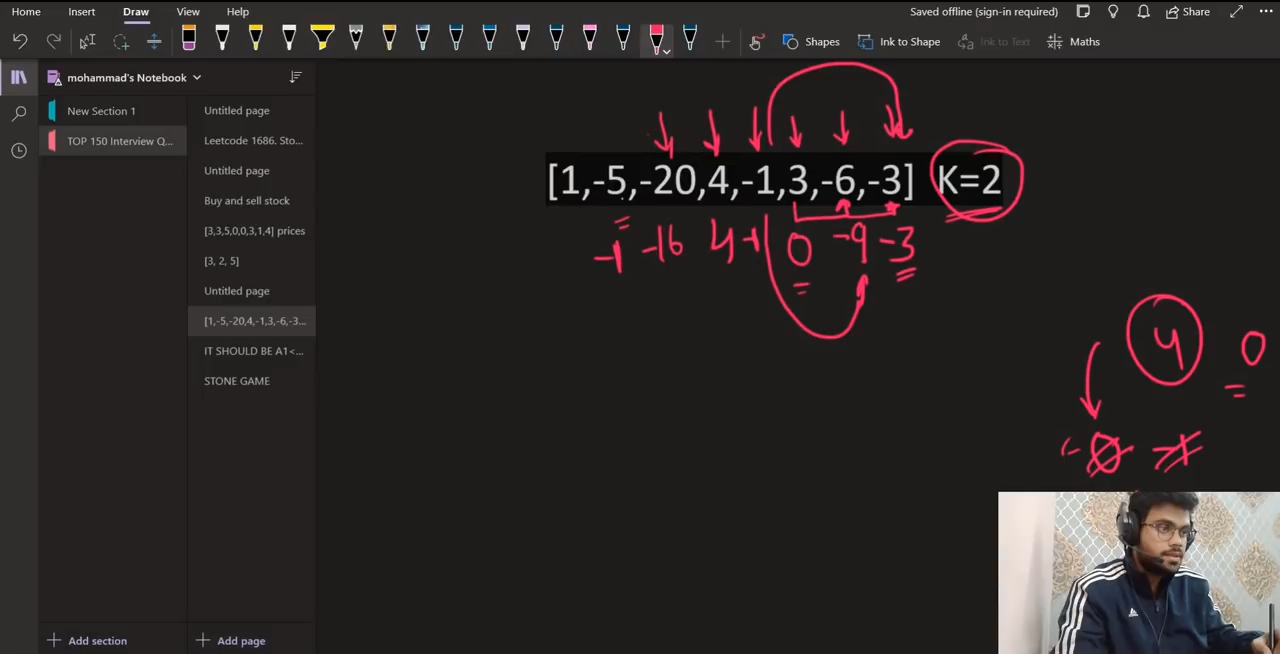 Home Insert Draw View Help Saved offline (sign-in required) Share
Shapes Ink to Shape Ink to Text Maths
mohammad's Notebook
New Section 1
TOP 150 Interview Q...
Untitled page
Leetcode 1686. Sto...
Untitled page
Buy and sell stock
[3,3,5,0,0,3,1,4] prices
[3, 2, 5]
Untitled page
[1,-5,-20,4,-1,3,-6,-3...
IT SHOULD BE A1<...
STONE GAME
[1,-5,-20,4,-1,3,-6,-3] K=2
-1 -16 4 -1 0 -9 -3
4 0
Add section
Add page